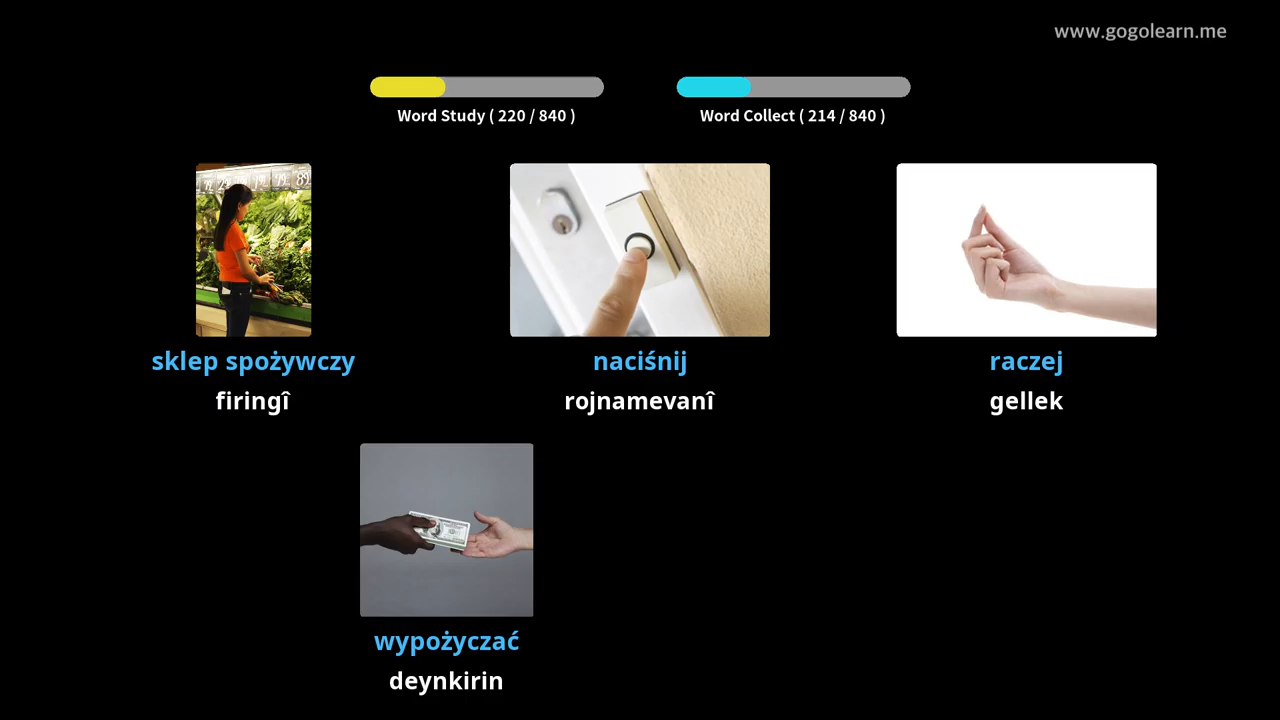 www.gogolearn.me
Word Study ( 220 / 840 )
Word Collect ( 214 / 840 )
sklep spożywczy
firingî
naciśnij
rojnamevanî
raczej
gellek
wypożyczać
deynkirin